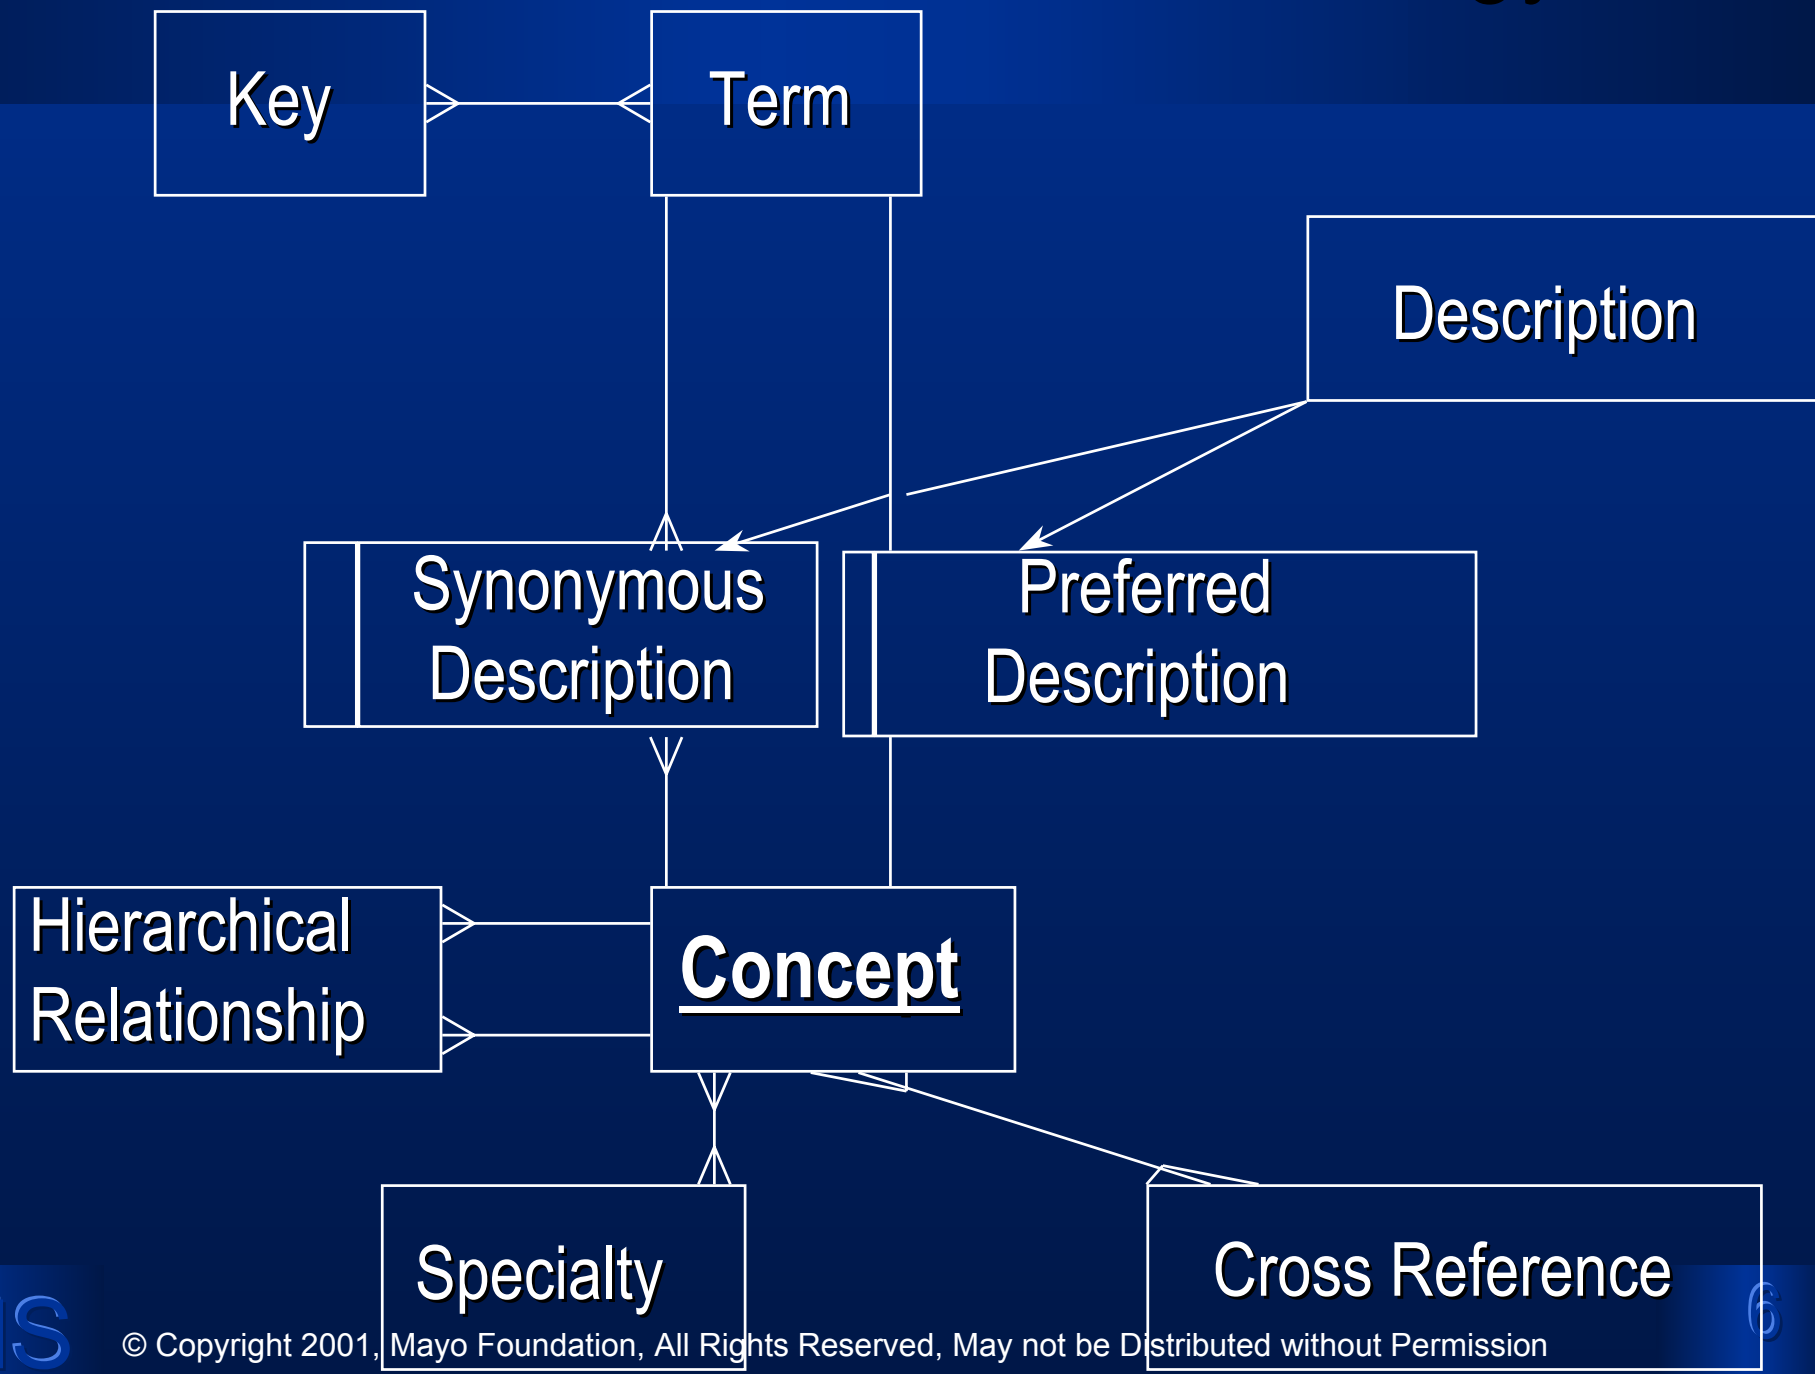 Key
Term
Description
Synonymous
Description
Preferred
Description
Hierarchical
Relationship
Concept
Specialty
Cross Reference
© Copyright 2001, Mayo Foundation, All Rights Reserved, May not be Distributed without Permission
6